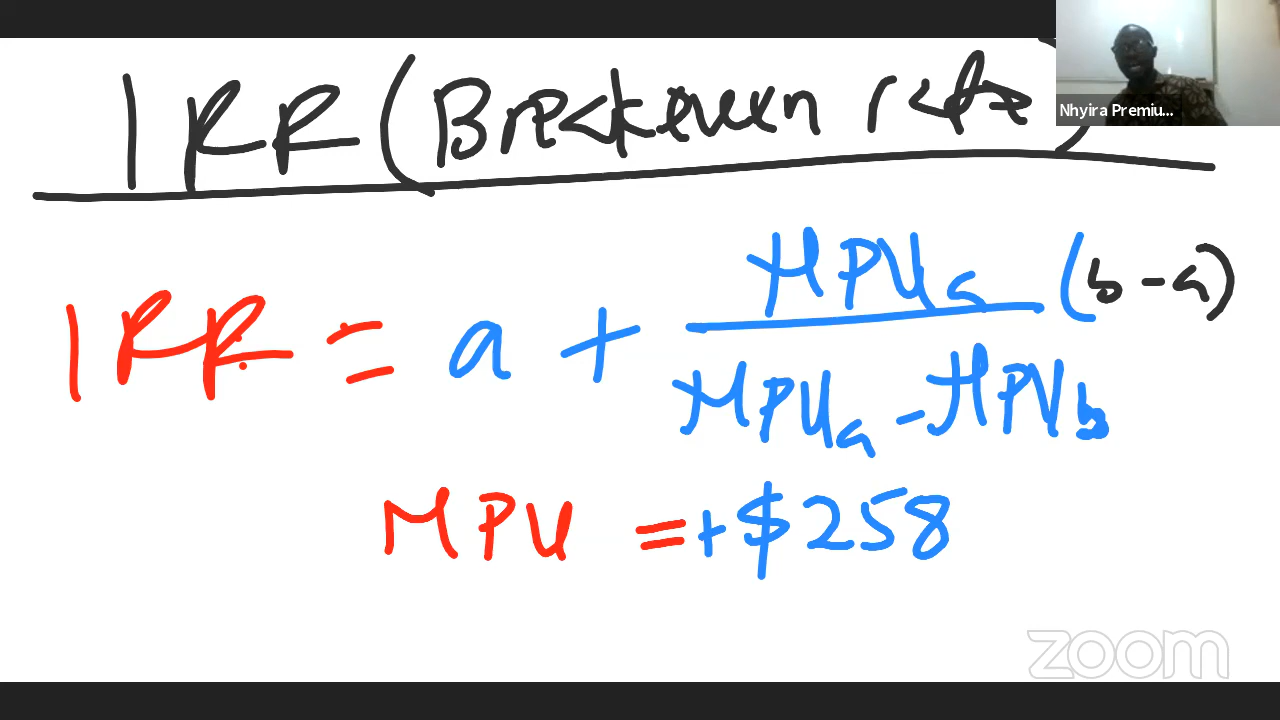 IRR (Breakeven rate)
Nhyira Premiu...
IRR = a + NPVa (b-a)
NPVa - NPVb
NPV = +$258
zoom